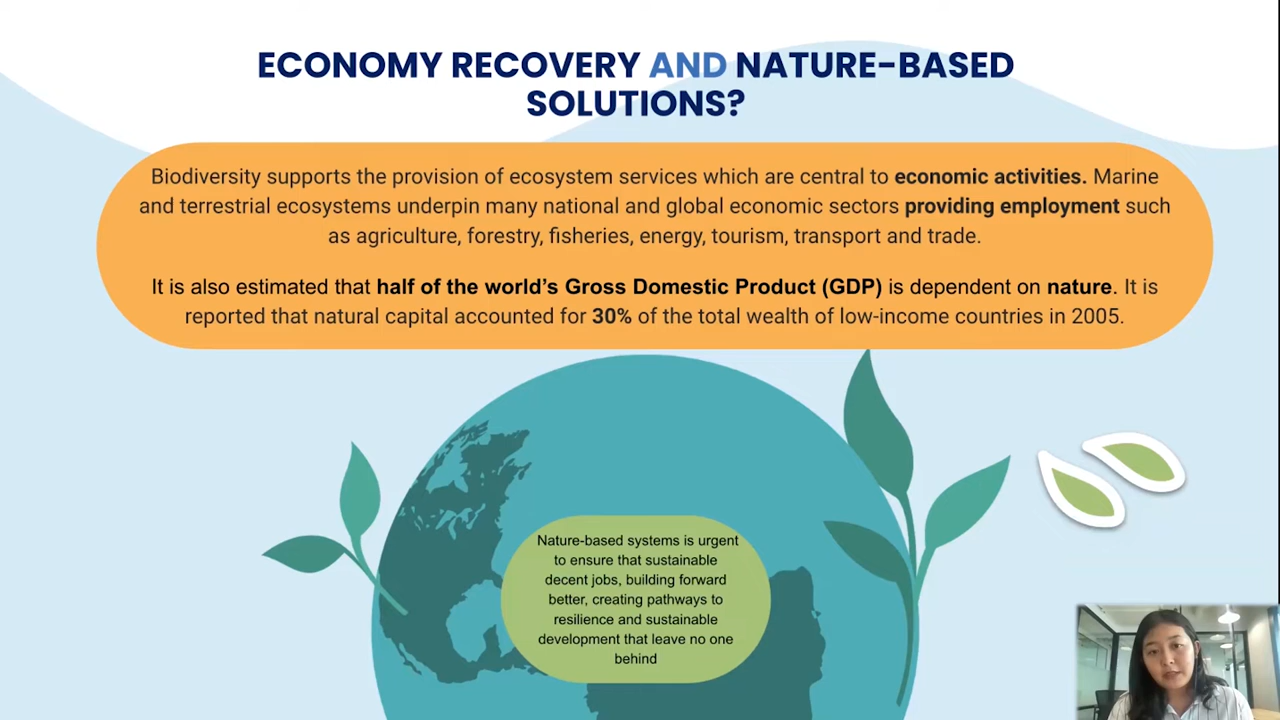 ECONOMY RECOVERY AND NATURE-BASED
SOLUTIONS?
Biodiversity supports the provision of ecosystem services which are central to economic activities. Marine
and terrestrial ecosystems underpin many national and global economic sectors providing employment such
as agriculture, forestry, fisheries, energy, tourism, transport and trade.
It is also estimated that half of the world's Gross Domestic Product (GDP) is dependent on nature. It is
reported that natural capital accounted for 30% of the total wealth of low-income countries in 2005.
Nature-based systems is urgent
to ensure that sustainable
decent jobs, building forward
better, creating pathways to
resilience and sustainable
development that leave no one
behind